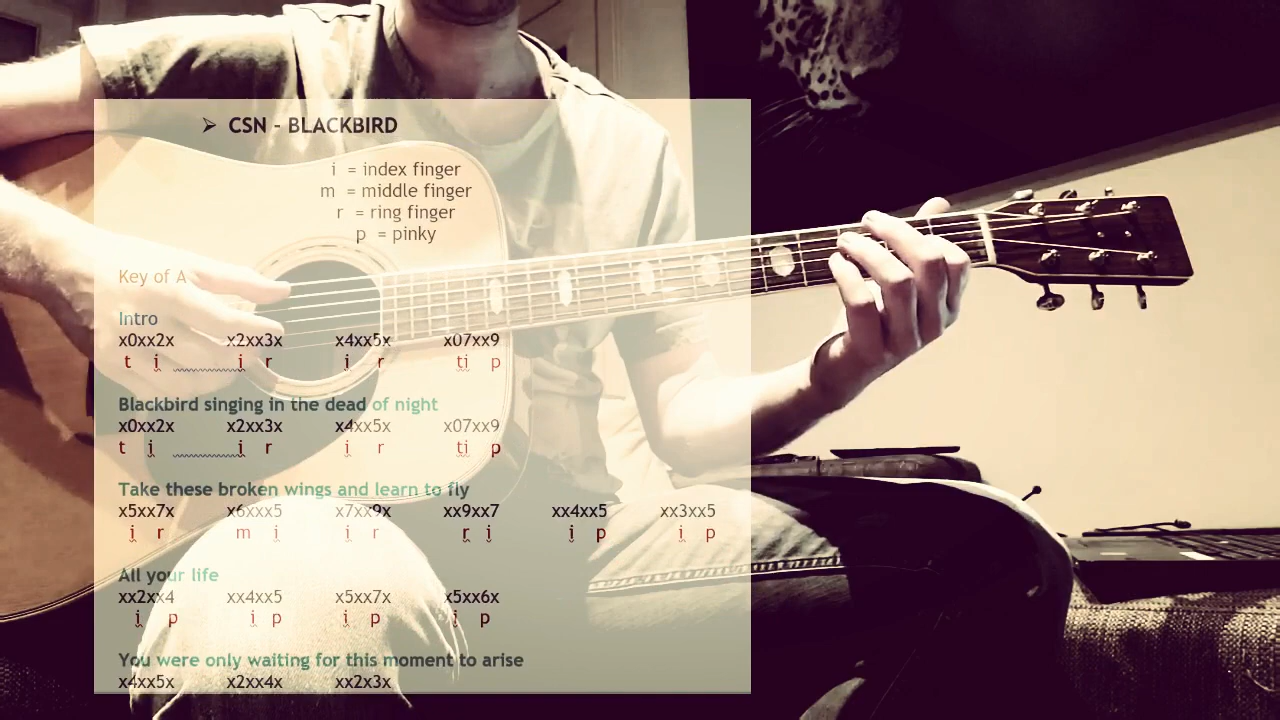 ➢ CSN - BLACKBIRD
i = index finger
m = middle finger
r = ring finger
p = pinky
Key of A
Intro
x0xx2x x2xx3x x4xx5x x07xx9
t i i r i r ti p
Blackbird singing in the dead of night
x0xx2x x2xx3x x4xx5x x07xx9
t i i r i r ti p
Take these broken wings and learn to fly
x5xx7x x6xxx5 x7xx9x xx9xx7 xx4xx5 xx3xx5
i r m i i r r i i p i p
All your life
xx2xx4 xx4xx5 x5xx7x x5xx6x
i p i p i p i p
You were only waiting for this moment to arise
x4xx5x x2xx4x xx2x3x